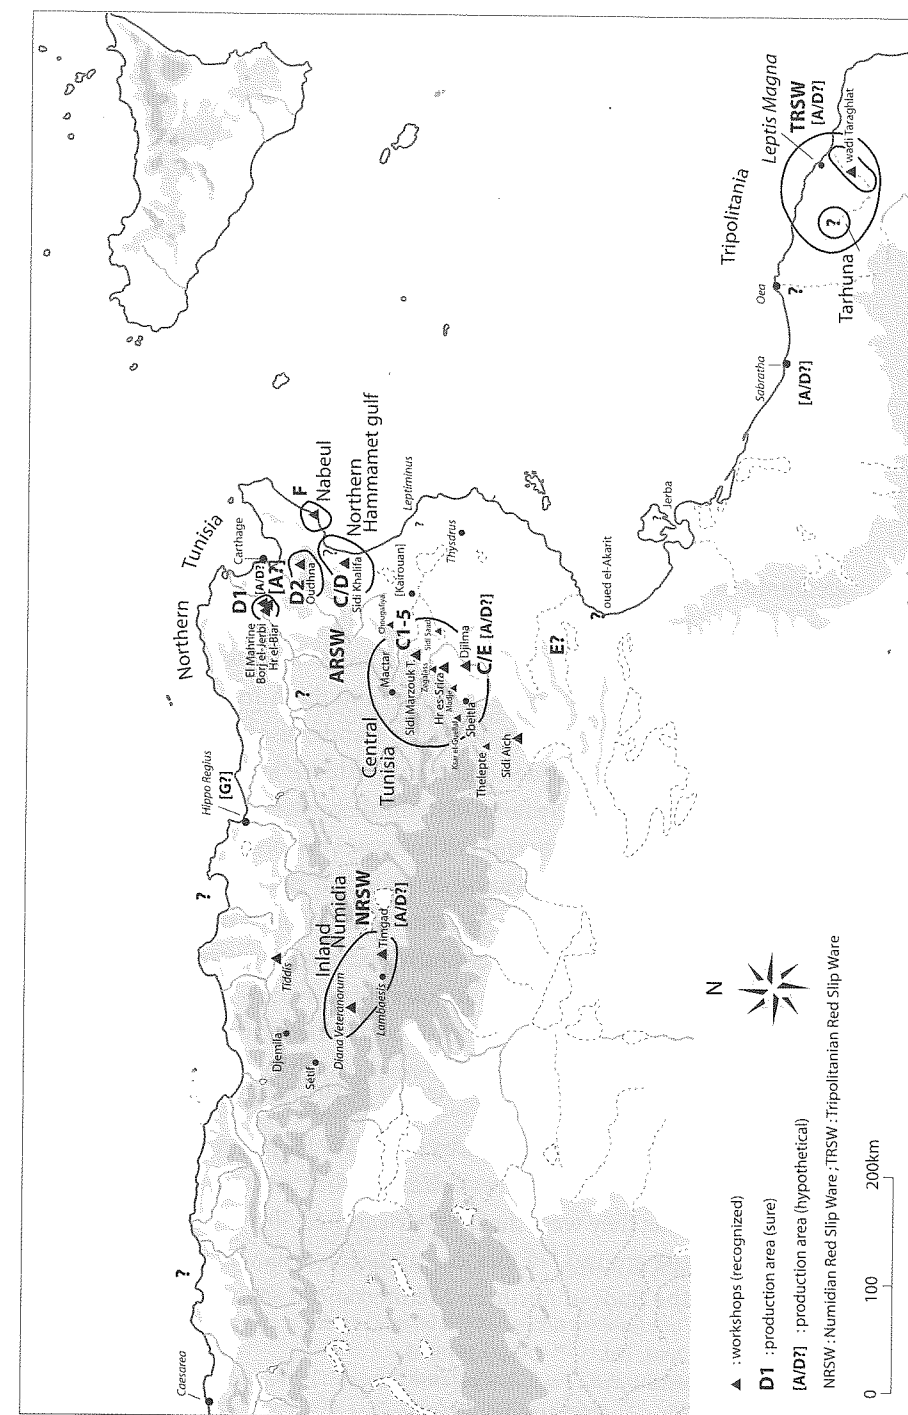 Caesarea
?
?
Hippo Regius
[G?]
Djemila
Setif
Tiddis
Inland
Numidia
NRSW
Diana Veteranorum
Lambaesis
Timgad
[A/D?]
Northern
Tunisia
Carthage
D1
[A/D?]
[A?]
El Mahrine
Borj el-Jerbi
Hr el-Biar
D2
Oudhna
F
Nabeul
?
C/D
Sidi Khalifa
Northern
Hammamet gulf
?
ARSW
Central
Tunisia
Mactar
Chougafiya
[Kairouan]
C1-5
Sidi Marzouk T.
Sidi Saad
Zogalass
Hr es-Srira
Djilma
Sbeitla
C/E [A/D?]
Thelepte
Sidi Aich
Leptiminus
?
Thysdrus
E?
oued el-Akarit
?
Jerba
?
Sabratha
[A/D?]
Oea
?
Tripolitania
Leptis Magna
TRSW
[A/D?]
wadi Taraghlat
?
Tarhuna
N
▲ : workshops (recognized)
D1 : production area (sure)
[A/D?] : production area (hypothetical)
NRSW : Numidian Red Slip Ware ; TRSW : Tripolitanian Red Slip Ware
0 100 200km